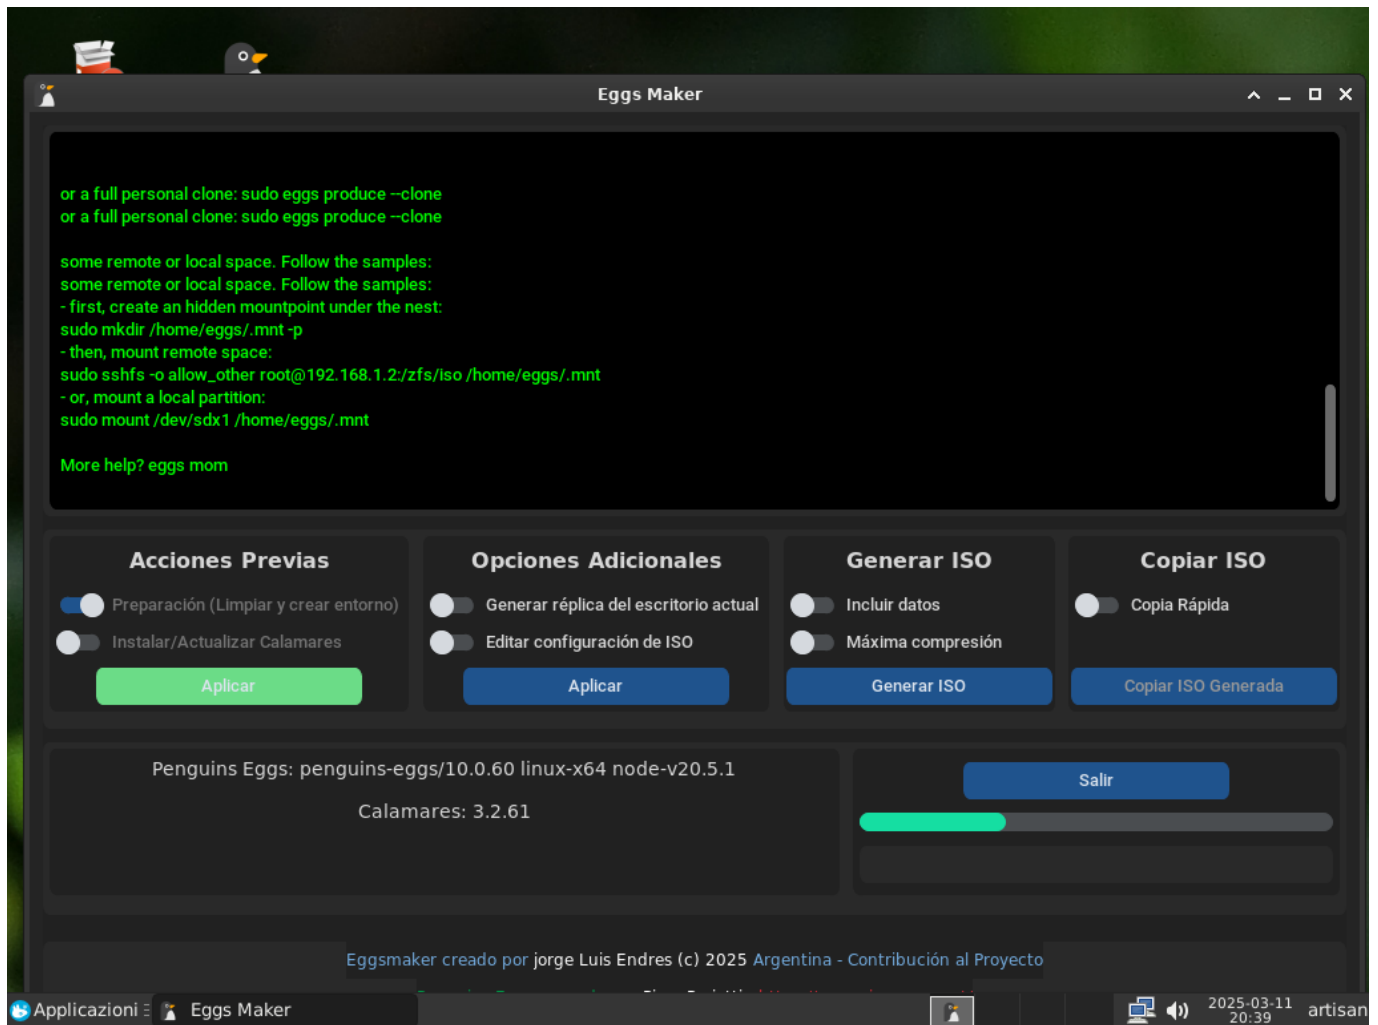 Eggs Maker
or a full personal clone: sudo eggs produce --clone
or a full personal clone: sudo eggs produce --clone
some remote or local space. Follow the samples:
some remote or local space. Follow the samples:
- first, create an hidden mountpoint under the nest:
sudo mkdir /home/eggs/.mnt -p
- then, mount remote space:
sudo sshfs -o allow_other root@192.168.1.2:/zfs/iso /home/eggs/.mnt
- or, mount a local partition:
sudo mount /dev/sdx1 /home/eggs/.mnt
More help? eggs mom
Acciones Previas
Preparación (Limpiar y crear entorno)
Instalar/Actualizar Calamares
Aplicar
Opciones Adicionales
Generar réplica del escritorio actual
Editar configuración de ISO
Aplicar
Generar ISO
Incluir datos
Máxima compresión
Generar ISO
Copiar ISO
Copia Rápida
Copiar ISO Generada
Penguins Eggs: penguins-eggs/10.0.60 linux-x64 node-v20.5.1
Calamares: 3.2.61
Salir
Eggsmaker creado por jorge Luis Endres (c) 2025 Argentina - Contribución al Proyecto
Applicazioni
Eggs Maker
2025-03-11
20:39
artisan